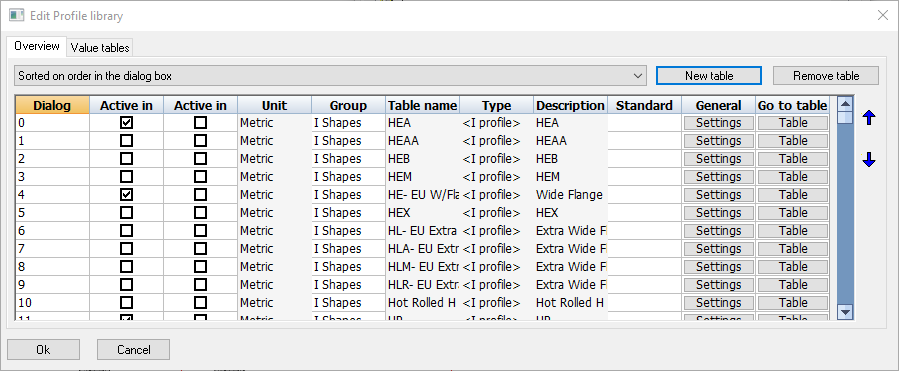 Edit Profile library
Overview Value tables
Sorted on order in the dialog box New table Remove table
Dialog Active in Active in Unit Group Table name Type Description Standard General Go to table
0 Metric I Shapes HEA <I profile> HEA Settings Table
1 Metric I Shapes HEAA <I profile> HEAA Settings Table
2 Metric I Shapes HEB <I profile> HEB Settings Table
3 Metric I Shapes HEM <I profile> HEM Settings Table
4 Metric I Shapes HE- EU W/Fla <I profile> Wide Flange Settings Table
5 Metric I Shapes HEX <I profile> HEX Settings Table
6 Metric I Shapes HL- EU Extra <I profile> Extra Wide Fl Settings Table
7 Metric I Shapes HLA- EU Extr <I profile> Extra Wide Fl Settings Table
8 Metric I Shapes HLM- EU Extr <I profile> Extra Wide Fl Settings Table
9 Metric I Shapes HLR- EU Extr <I profile> Extra Wide Fl Settings Table
10 Metric I Shapes Hot Rolled H <I profile> Hot Rolled H Settings Table
11 Metric I Shapes <I profile> Settings Table
Ok Cancel